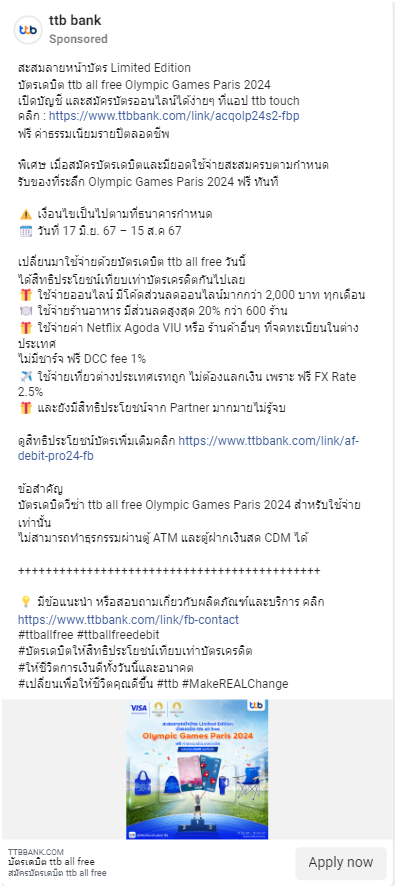 ttb
ttb bank
Sponsored
สะสมลายหน้าบัตร Limited Edition
บัตรเดบิต ttb all free Olympic Games Paris 2024
เปิดบัญชี และสมัครบัตรออนไลน์ได้ง่ายๆ ที่แอป ttb touch
คลิก : https://www.ttbbank.com/link/acqolp24s2-fbp
ฟรี ค่าธรรมเนียมรายปีตลอดชีพ
พิเศษ เมื่อสมัครบัตรเดบิตและมียอดใช้จ่ายสะสมครบตามกำหนด
รับของที่ระลึก Olympic Games Paris 2024 ฟรี ทันที
⚠️ เงื่อนไขเป็นไปตามที่ธนาคารกำหนด
🗓️ วันที่ 17 มิ.ย. 67 – 15 ส.ค 67
เปลี่ยนมาใช้จ่ายด้วยบัตรเดบิต ttb all free วันนี้
ได้สิทธิประโยชน์เทียบเท่าบัตรเครดิตกันไปเลย
🎁 ใช้จ่ายออนไลน์ มีโค้ดส่วนลดออนไลน์มากกว่า 2,000 บาท ทุกเดือน
🍽️ ใช้จ่ายร้านอาหาร มีส่วนลดสูงสุด 20% กว่า 600 ร้าน
🎁 ใช้จ่ายค่า Netflix Agoda VIU หรือ ร้านค้าอื่นๆ ที่จดทะเบียนในต่าง
ประเทศ
ไม่มีชาร์จ ฟรี DCC fee 1%
✈️ ใช้จ่ายเที่ยวต่างประเทศเรทถูก ไม่ต้องแลกเงิน เพราะ ฟรี FX Rate
2.5%
🎁 และยังมีสิทธิประโยชน์จาก Partner มากมายไม่รู้จบ
ดูสิทธิประโยชน์บัตรเพิ่มเติมคลิก https://www.ttbbank.com/link/af-
debit-pro24-fb
ข้อสำคัญ
บัตรเดบิตวีซ่า ttb all free Olympic Games Paris 2024 สำหรับใช้จ่าย
เท่านั้น
ไม่สามารถทำธุรกรรมผ่านตู้ ATM และตู้ฝากเงินสด CDM ได้
++++++++++++++++++++++++++++++++++++++++++++
💡 มีข้อแนะนำ หรือสอบถามเกี่ยวกับผลิตภัณฑ์และบริการ คลิก
https://www.ttbbank.com/link/fb-contact
#ttballfree #ttballfreedebit
#บัตรเดบิตให้สิทธิประโยชน์เทียบเท่าบัตรเครดิต
#ให้ชีวิตการเงินดีทั้งวันนี้และอนาคต
#เปลี่ยนเพื่อให้ชีวิตคุณดีขึ้น #ttb #MakeREALChange
VISA
ttb
สะสมลายหน้าบัตร Limited Edition
บัตรเดบิต ttb all free
Olympic Games Paris 2024
TTBBANK.COM
บัตรเดบิต ttb all free
สมัครบัตรเดบิต ttb all free
Apply now